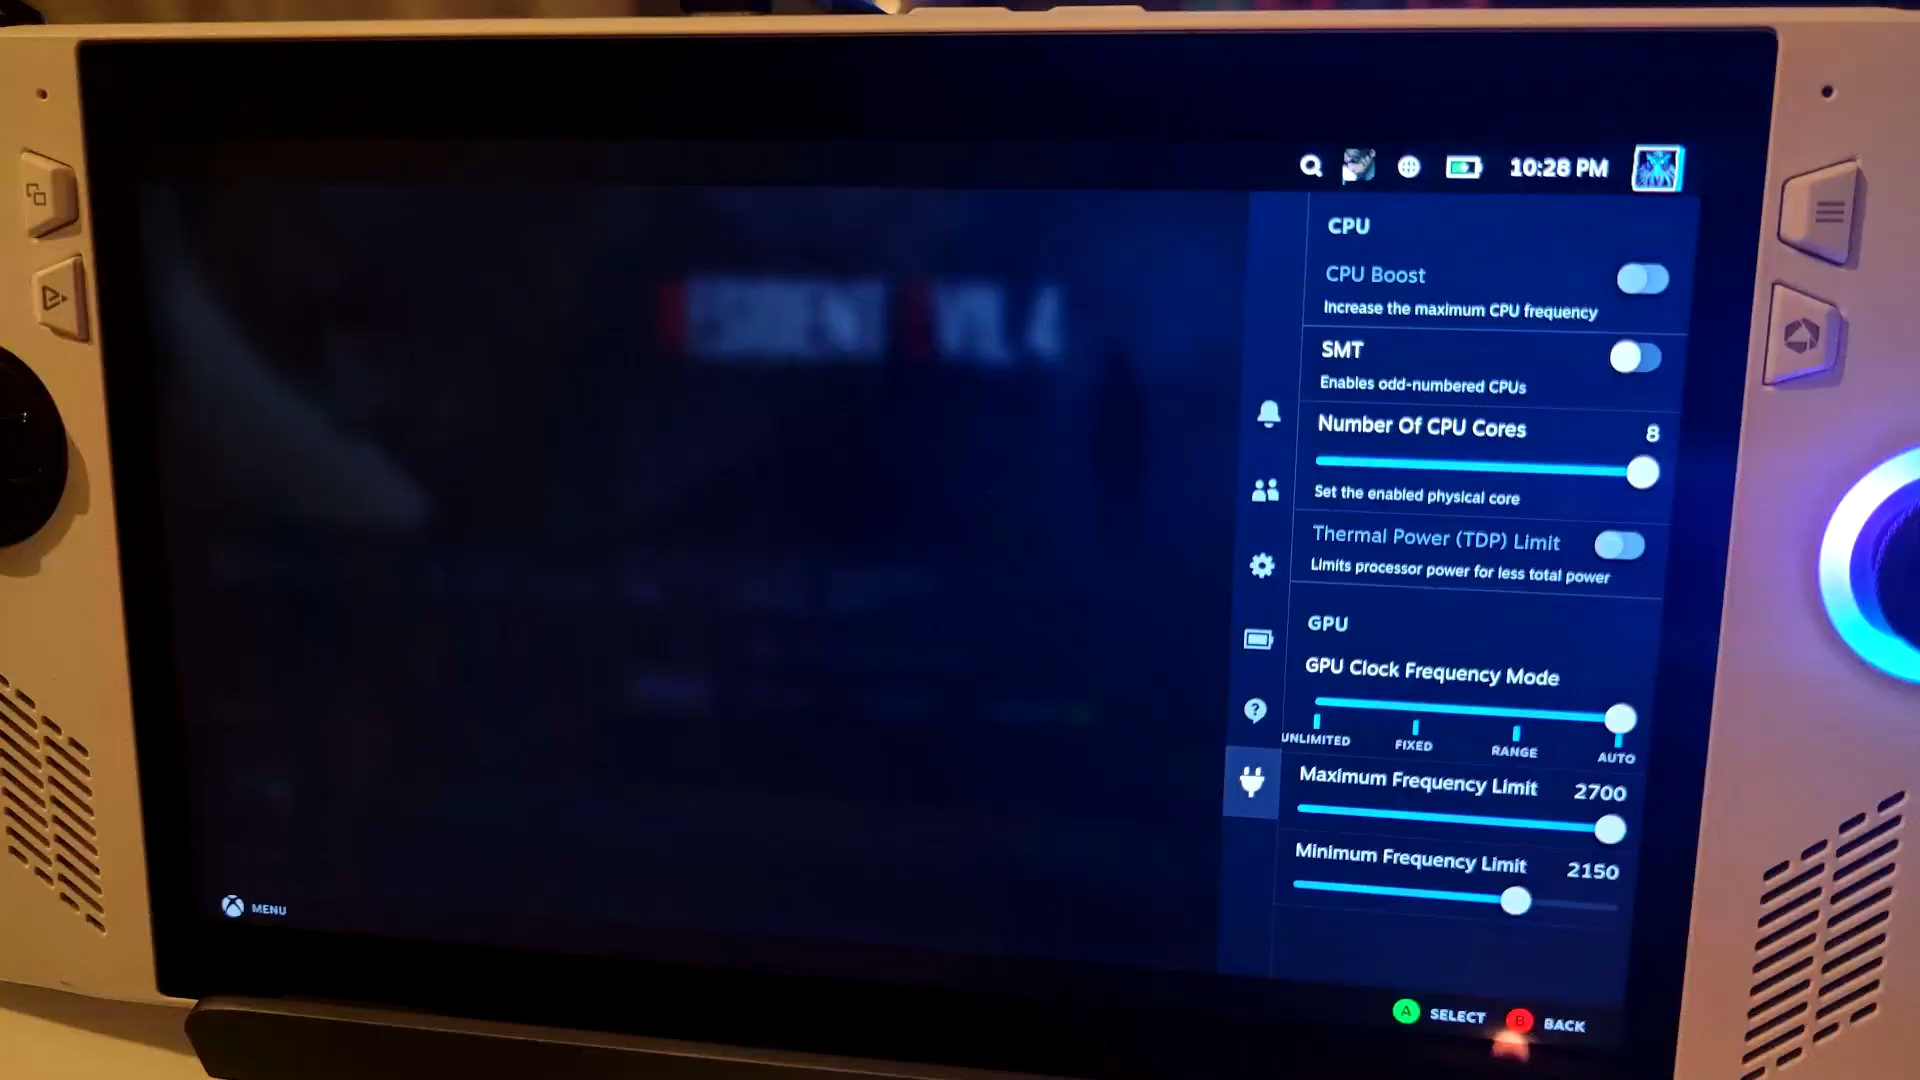 10:28 PM
RESIDENT EVIL 4
CPU
CPU Boost
Increase the maximum CPU frequency
SMT
Enables odd-numbered CPUs
Number Of CPU Cores 8
Set the enabled physical core
Thermal Power (TDP) Limit
Limits processor power for less total power
GPU
GPU Clock Frequency Mode
UNLIMITED FIXED RANGE AUTO
Maximum Frequency Limit 2700
Minimum Frequency Limit 2150
MENU
A SELECT B BACK